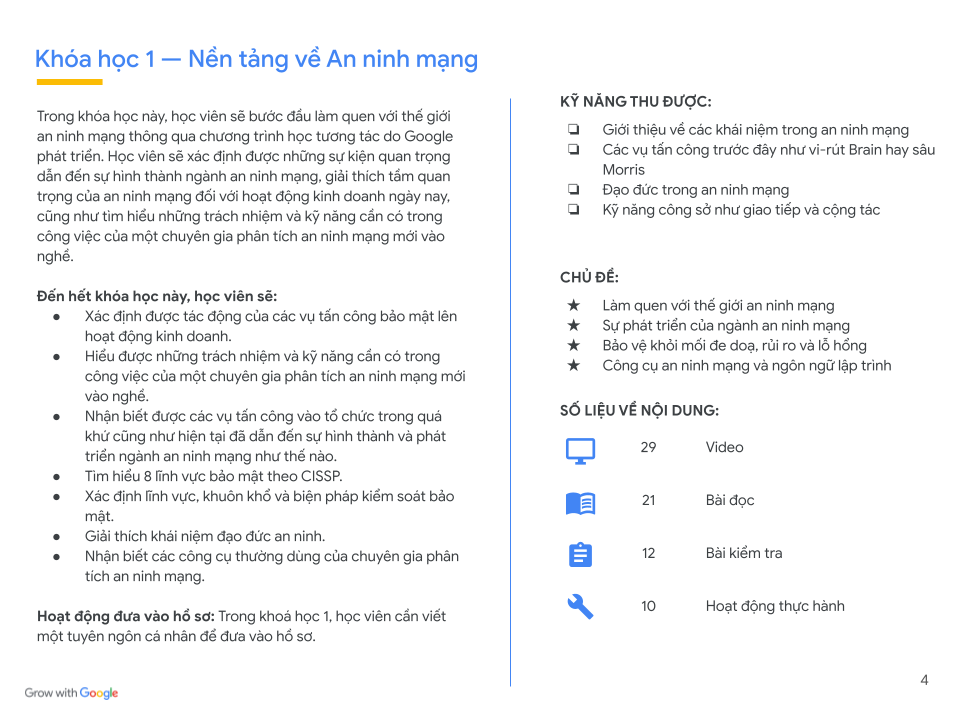 Khóa học 1 — Nền tảng về An ninh mạng
Trong khóa học này, học viên sẽ bước đầu làm quen với thế giới
an ninh mạng thông qua chương trình học tương tác do Google
phát triển. Học viên sẽ xác định được những sự kiện quan trọng
dẫn đến sự hình thành ngành an ninh mạng, giải thích tầm quan
trọng của an ninh mạng đối với hoạt động kinh doanh ngày nay,
cũng như tìm hiểu những trách nhiệm và kỹ năng cần có trong
công việc của một chuyên gia phân tích an ninh mạng mới vào
nghề.
Đến hết khóa học này, học viên sẽ:
● Xác định được tác động của các vụ tấn công bảo mật lên
hoạt động kinh doanh.
● Hiểu được những trách nhiệm và kỹ năng cần có trong
công việc của một chuyên gia phân tích an ninh mạng mới
vào nghề.
● Nhận biết được các vụ tấn công vào tổ chức trong quá
khứ cũng như hiện tại đã dẫn đến sự hình thành và phát
triển ngành an ninh mạng như thế nào.
● Tìm hiểu 8 lĩnh vực bảo mật theo CISSP.
● Xác định lĩnh vực, khuôn khổ và biện pháp kiểm soát bảo
mật.
● Giải thích khái niệm đạo đức an ninh.
● Nhận biết các công cụ thường dùng của chuyên gia phân
tích an ninh mạng.
Hoạt động đưa vào hồ sơ: Trong khoá học 1, học viên cần viết
một tuyên ngôn cá nhân để đưa vào hồ sơ.
KỸ NĂNG THU ĐƯỢC:
❏ Giới thiệu về các khái niệm trong an ninh mạng
❏ Các vụ tấn công trước đây như vi-rút Brain hay sâu
Morris
❏ Đạo đức trong an ninh mạng
❏ Kỹ năng công sở như giao tiếp và cộng tác
CHỦ ĐỀ:
★ Làm quen với thế giới an ninh mạng
★ Sự phát triển của ngành an ninh mạng
★ Bảo vệ khỏi mối đe doạ, rủi ro và lỗ hổng
★ Công cụ an ninh mạng và ngôn ngữ lập trình
SỐ LIỆU VỀ NỘI DUNG:
29 Video
21 Bài đọc
12 Bài kiểm tra
10 Hoạt động thực hành
Grow with Google
4